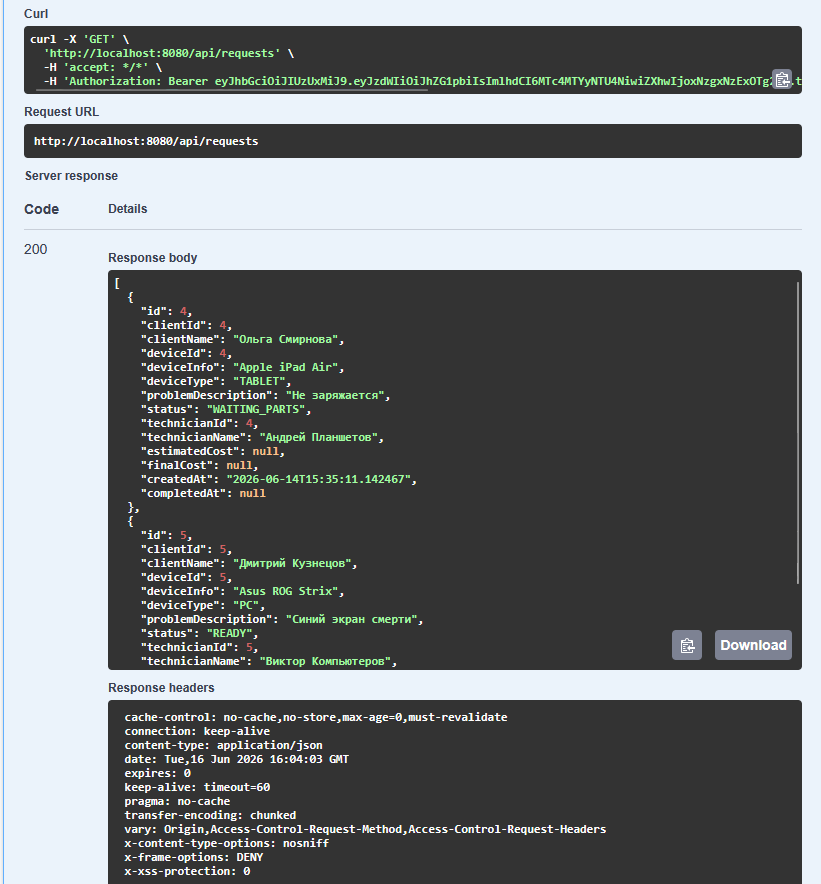 Curl
curl -X 'GET' \
'http://localhost:8080/api/requests' \
-H 'accept: */*' \
-H 'Authorization: Bearer
Request URL
http://localhost:8080/api/requests
Server response
Code Details
200
Response body
[
{
"id": 4,
"clientId": 4,
"clientName": "Ольга Смирнова",
"deviceId": 4,
"deviceInfo": "Apple iPad Air",
"deviceType": "TABLET",
"problemDescription": "Не заряжается",
"status": "WAITING_PARTS",
"technicianId": 4,
"technicianName": "Андрей Планшетов",
"estimatedCost": null,
"finalCost": null,
"createdAt": "2026-06-14T15:35:11.142467",
"completedAt": null
},
{
"id": 5,
"clientId": 5,
"clientName": "Дмитрий Кузнецов",
"deviceId": 5,
"deviceInfo": "Asus ROG Strix",
"deviceType": "PC",
"problemDescription": "Синий экран смерти",
"status": "READY",
"technicianId": 5,
"technicianName": "Виктор Компьютеров",
Download
Response headers
cache-control: no-cache,no-store,max-age=0,must-revalidate
connection: keep-alive
content-type: application/json
date: Tue,16 Jun 2026 16:04:03 GMT
expires: 0
keep-alive: timeout=60
pragma: no-cache
transfer-encoding: chunked
vary: Origin,Access-Control-Request-Method,Access-Control-Request-Headers
x-content-type-options: nosniff
x-frame-options: DENY
x-xss-protection: 0